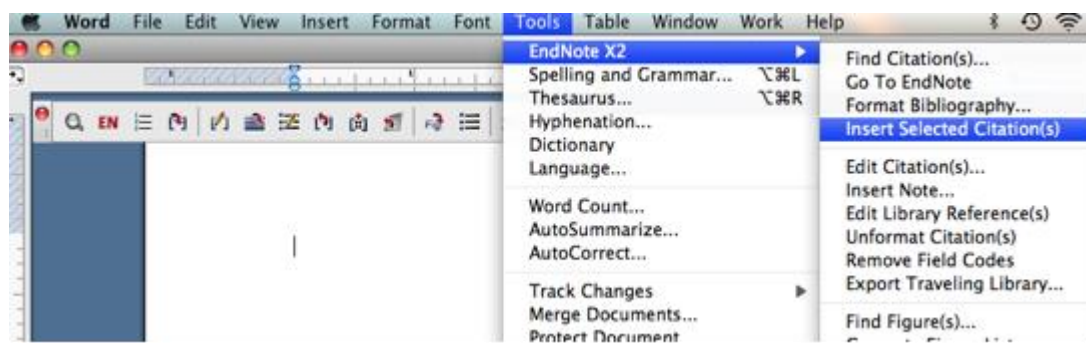 Word File Edit View Insert Format Font Tools Table Window Work Help
EndNote X2
Spelling and Grammar... ⌥⌘L
Thesaurus... ⌥⌘R
Hyphenation...
Dictionary
Language...
Word Count...
AutoSummarize...
AutoCorrect...
Track Changes
Merge Documents...
Protect Document
Find Citation(s)...
Go To EndNote
Format Bibliography...
Insert Selected Citation(s)
Edit Citation(s)...
Insert Note...
Edit Library Reference(s)
Unformat Citation(s)
Remove Field Codes
Export Traveling Library...
Find Figure(s)...
EN